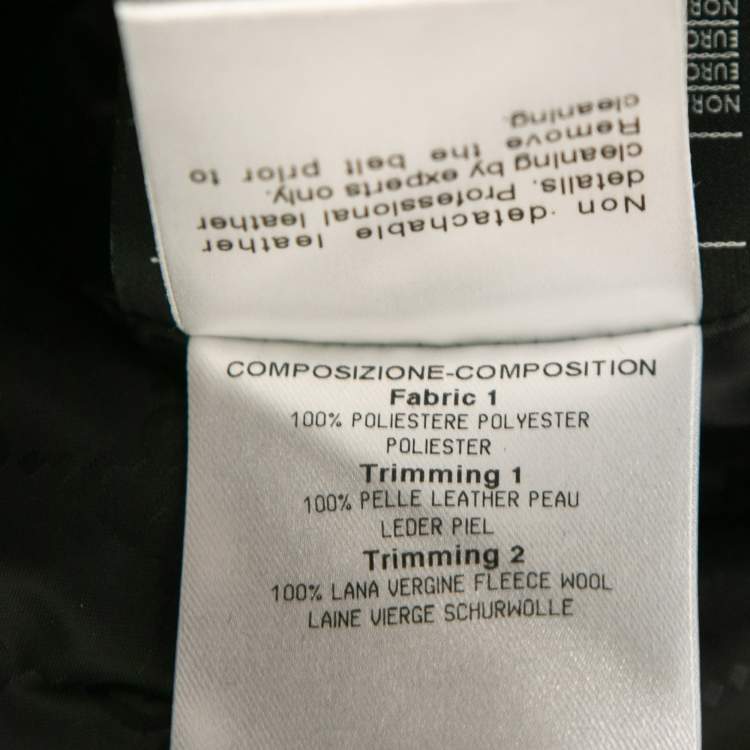 Non detachable leather
details. Professional leather
cleaning by experts only.
Remove the belt prior to
cleaning.
COMPOSIZIONE-COMPOSITION
Fabric 1
100% POLIESTERE POLYESTER
POLIESTER
Trimming 1
100% PELLE LEATHER PEAU
LEDER PIEL
Trimming 2
100% LANA VERGINE FLEECE WOOL
LAINE VIERGE SCHURWOLLE